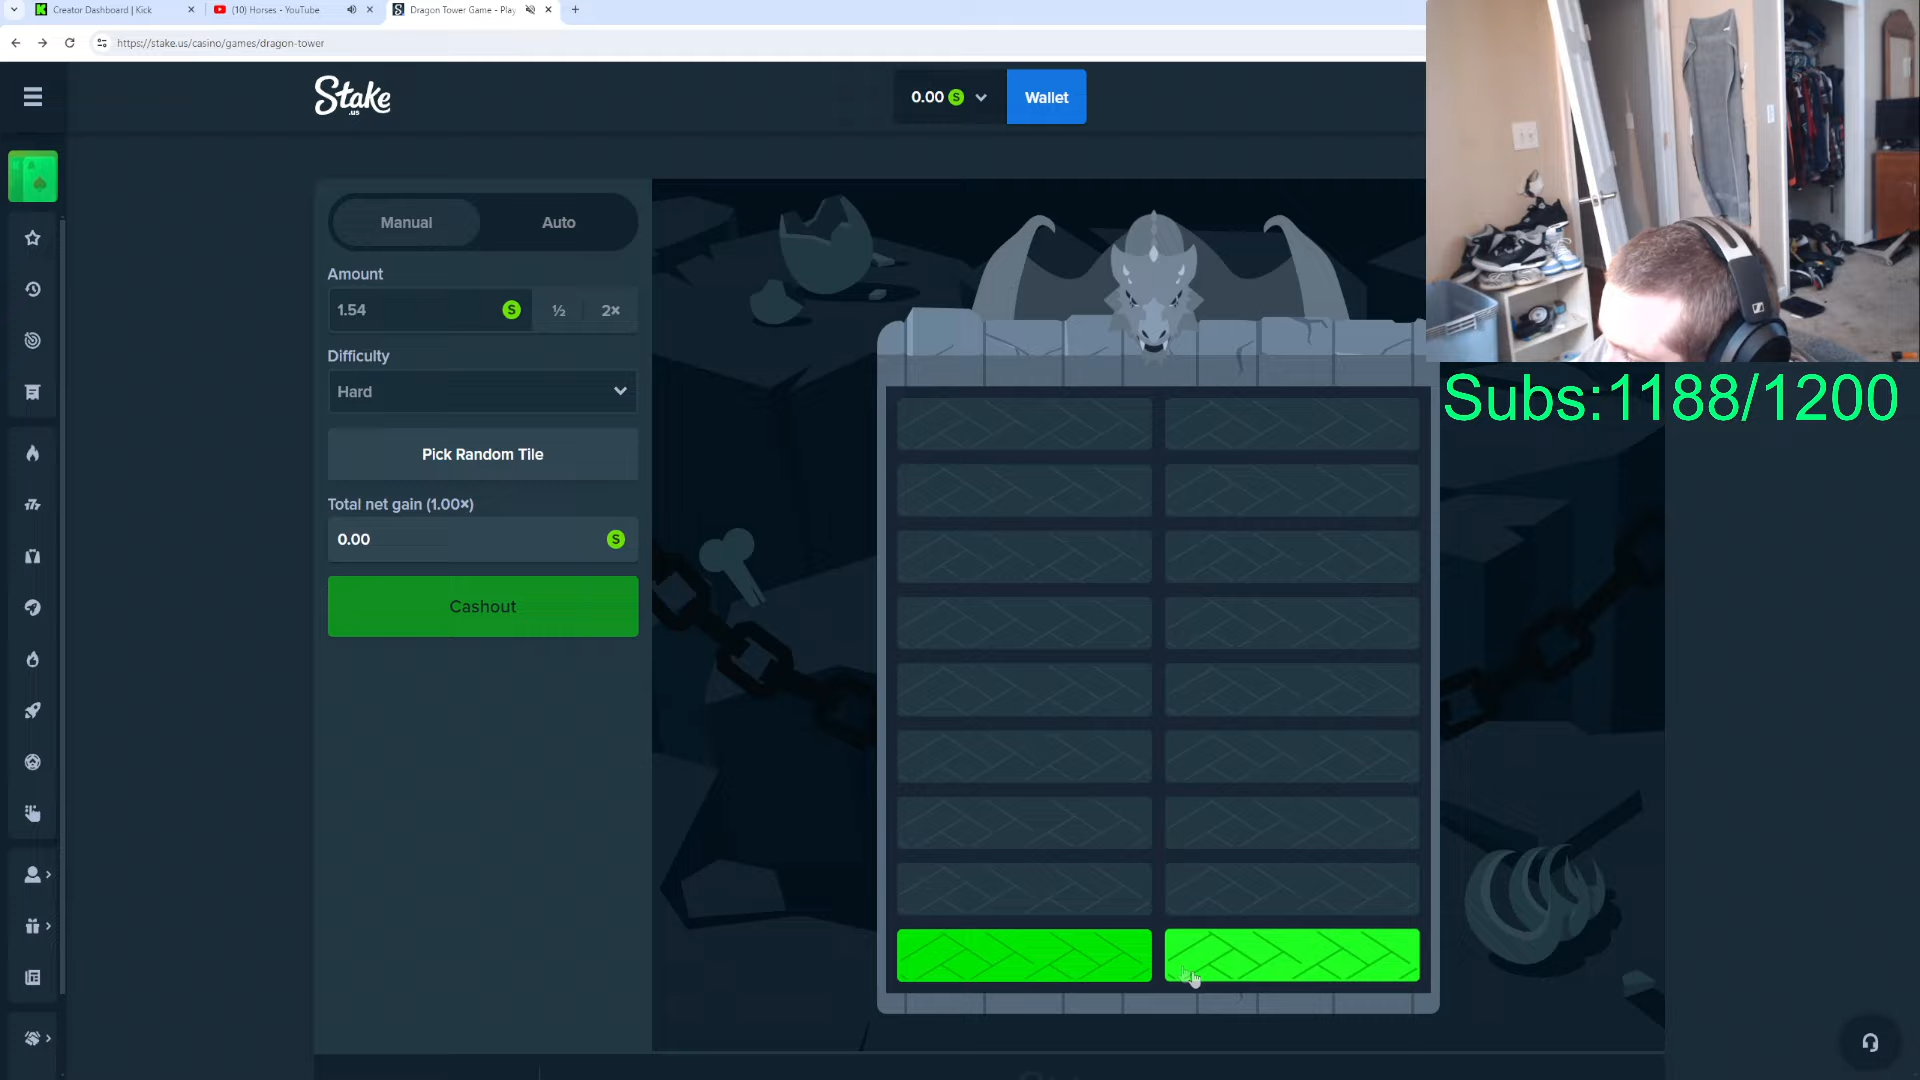 Creator Dashboard | Kick
(10) Horses - YouTube
Dragon Tower Game - Play
https://stake.us/casino/games/dragon-tower
Stake
.us
0.00 S
Wallet
Manual
Auto
Amount
1.54 S
½
2×
Difficulty
Hard
Pick Random Tile
Total net gain (1.00×)
0.00 S
Cashout
Subs:1188/1200